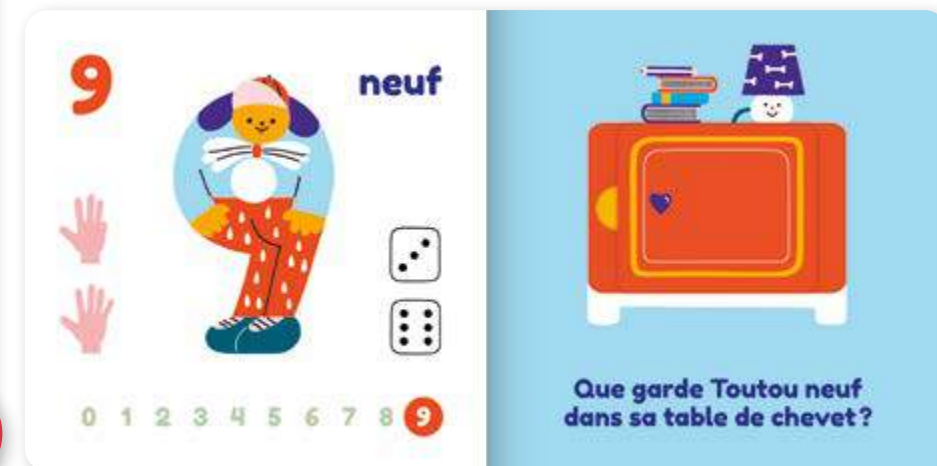 9
neuf
0 1 2 3 4 5 6 7 8 9
Que garde Toutou neuf
dans sa table de chevet ?